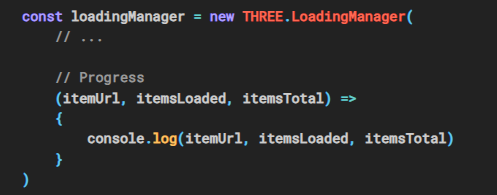 const loadingManager = new THREE.LoadingManager(
    // ...

    // Progress
    (itemUrl, itemsLoaded, itemsTotal) =>
    {
        console.log(itemUrl, itemsLoaded, itemsTotal)
    }
)